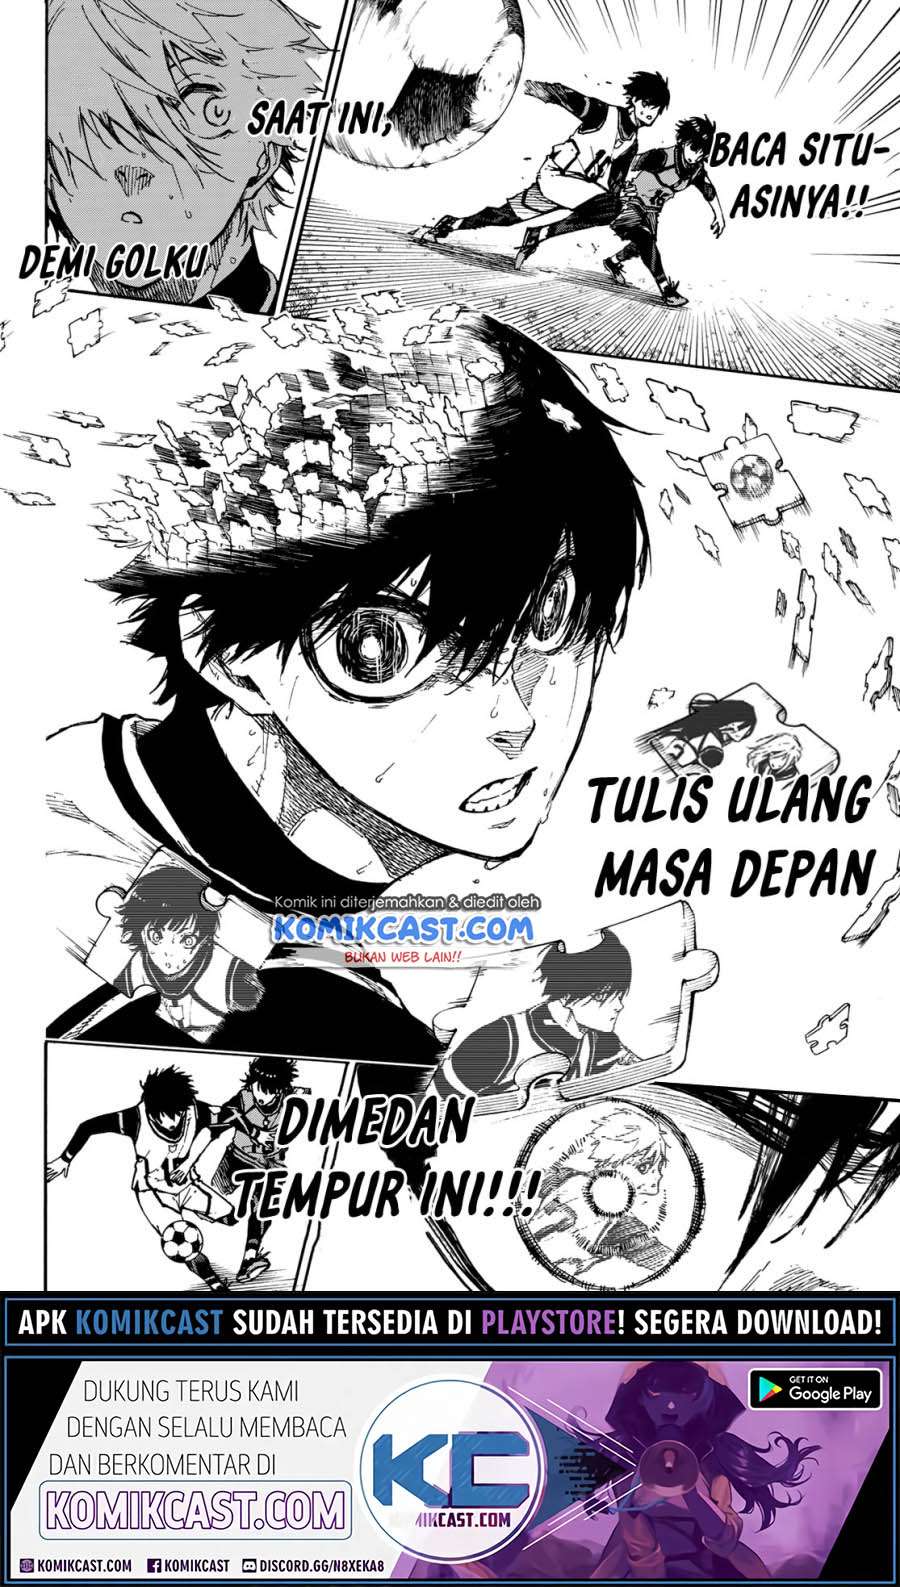 SAAT INI,
BACA SITU-
ASINYA!!
DEMI GOLKU
TULIS ULANG
MASA DEPAN
Komik ini diterjemahkan & diedit oleh
KOMIKCAST.COM
BUKAN WEB LAIN!!
DIMEDAN
TEMPUR INI!!!
APK KOMIKCAST SUDAH TERSEDIA DI PLAYSTORE! SEGERA DOWNLOAD!
DUKUNG TERUS KAMI
DENGAN SELALU MEMBACA
DAN BERKOMENTAR DI
KOMIKCAST.COM
KC
MIKCAST.COM
GET IT ON
Google Play
KOMIKCAST.COM
KOMIKCAST
DISCORD.GG/N8XEKA8